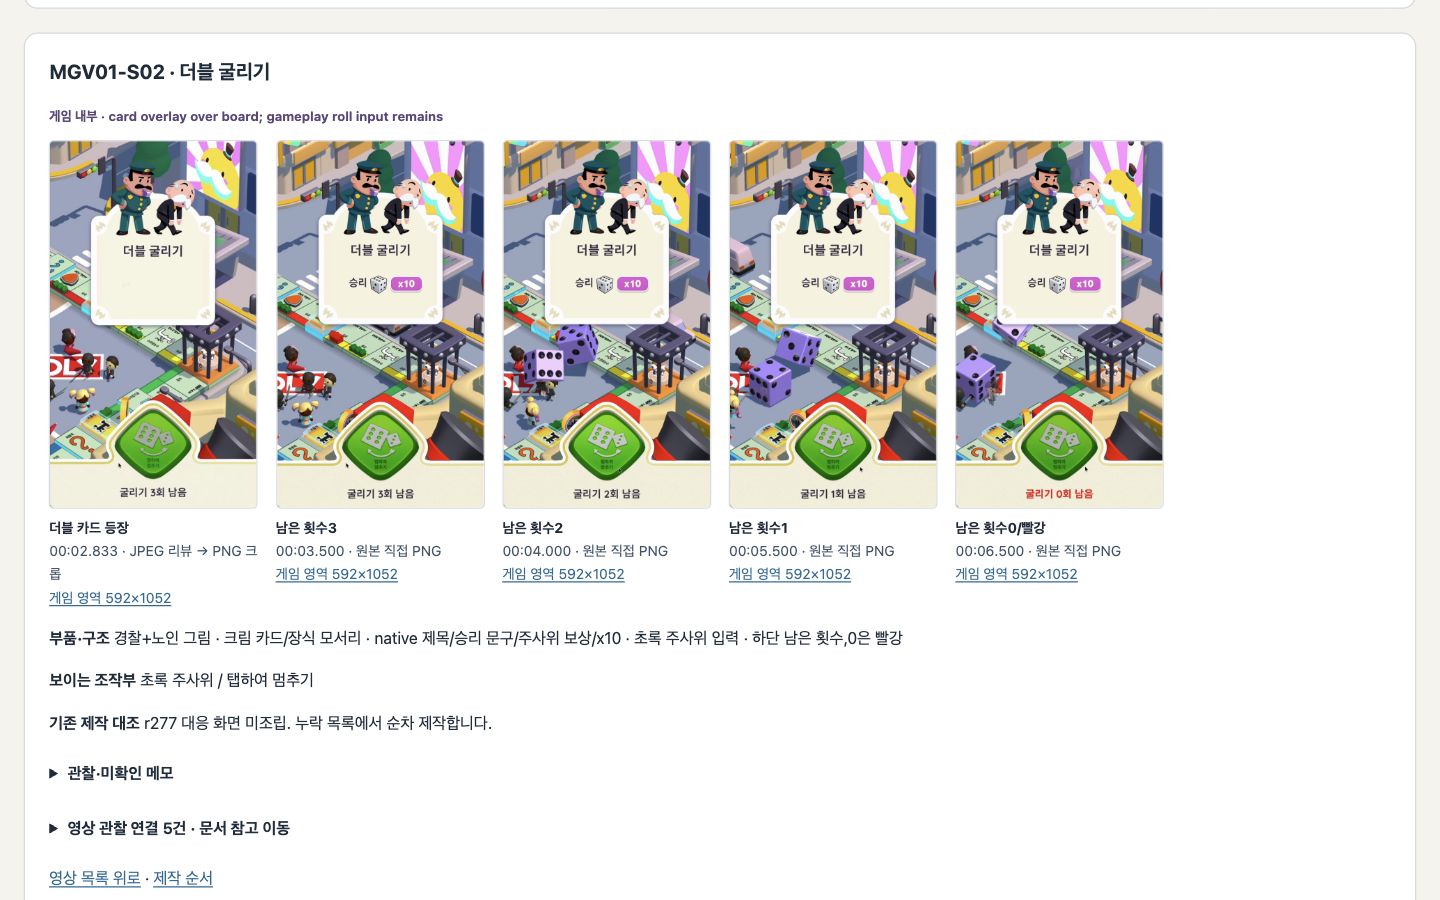 MGV01-S02 · 더블 굴리기
게임 내부 · card overlay over board; gameplay roll input remains
더블 굴리기
굴리기 3회 남음
더블 굴리기
승리 x10
굴리기 3회 남음
더블 굴리기
승리 x10
굴리기 2회 남음
더블 굴리기
승리 x10
굴리기 1회 남음
더블 굴리기
승리 x10
굴리기 0회 남음
더블 카드 등장
00:02.833 · JPEG 리뷰 → PNG 크
롭
게임 영역 592×1052
남은 횟수3
00:03.500 · 원본 직접 PNG
게임 영역 592×1052
남은 횟수2
00:04.000 · 원본 직접 PNG
게임 영역 592×1052
남은 횟수1
00:05.500 · 원본 직접 PNG
게임 영역 592×1052
남은 횟수0/빨강
00:06.500 · 원본 직접 PNG
게임 영역 592×1052
부품·구조 경찰+노인 그림 · 크림 카드/장식 모서리 · native 제목/승리 문구/주사위 보상/x10 · 초록 주사위 입력 · 하단 남은 횟수,0은 빨강
보이는 조작부 초록 주사위 / 탭하여 멈추기
기존 제작 대조 r277 대응 화면 미조립. 누락 목록에서 순차 제작합니다.
▶ 관찰·미확인 메모
▶ 영상 관찰 연결 5건 · 문서 참고 이동
영상 목록 위로 · 제작 순서